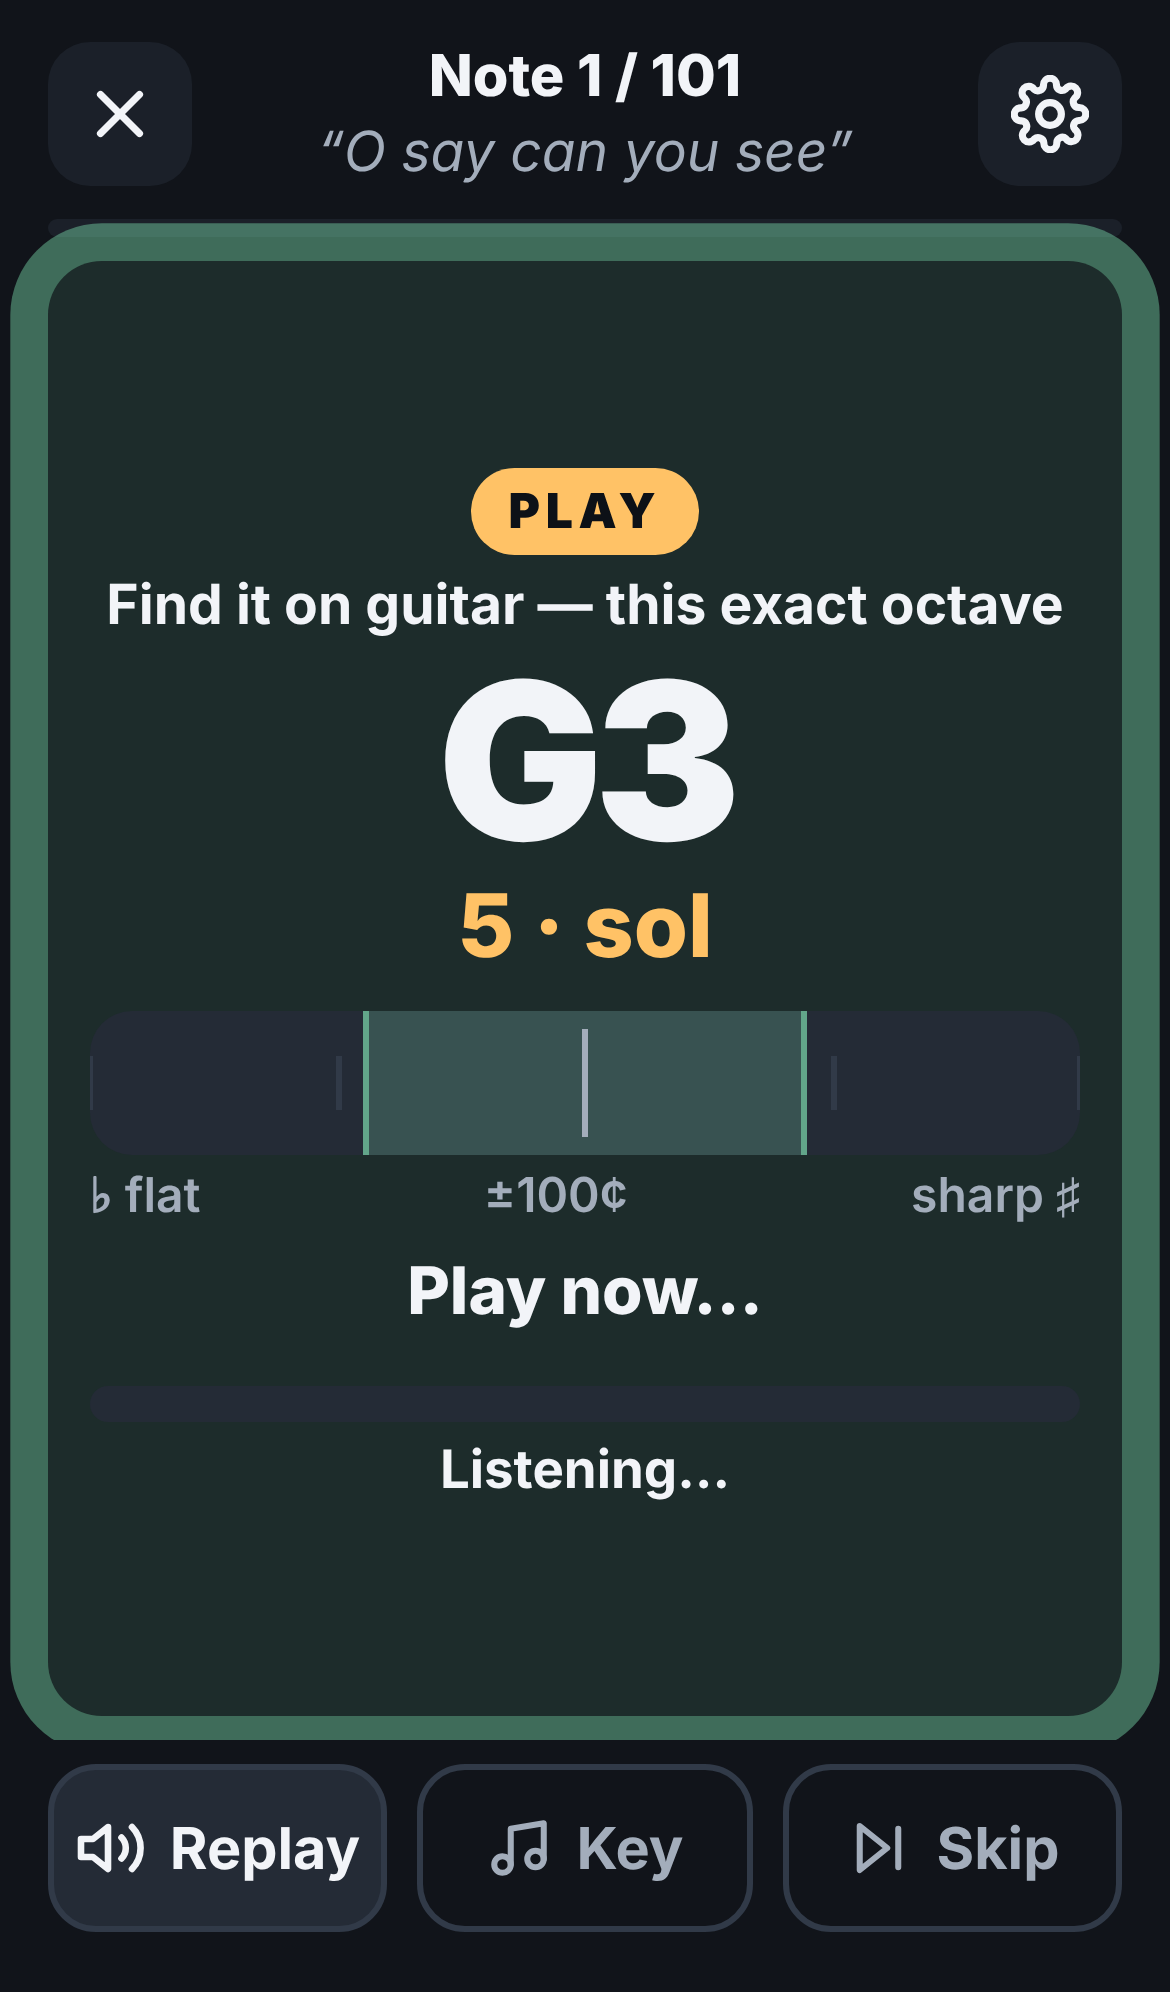 Note 1 / 101
“O say can you see”
PLAY
Find it on guitar — this exact octave
G3
5 · sol
♭ flat ±100¢ sharp ♯
Play now...
Listening...
Replay Key Skip